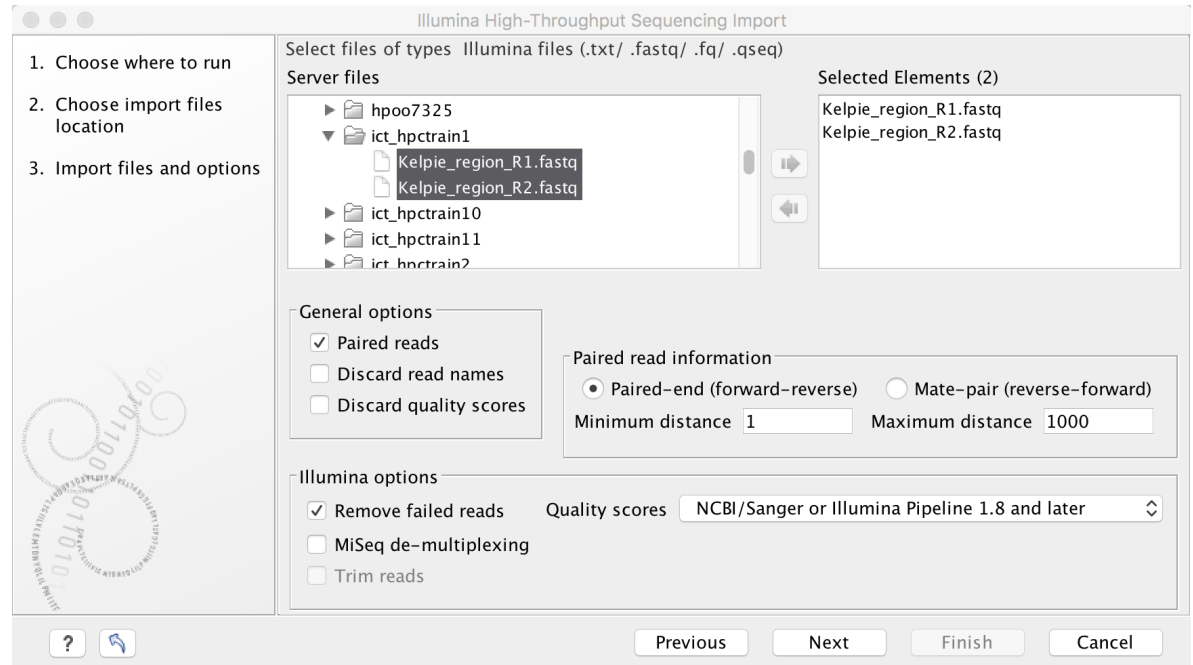 Illumina High-Throughput Sequencing Import
1. Choose where to run
2. Choose import files
location
3. Import files and options
Select files of types Illumina files (.txt/ .fastq/ .fq/ .qseq)
Server files
hpoo7325
ict_hpctrain1
Kelpie_region_R1.fastq
Kelpie_region_R2.fastq
ict_hpctrain10
ict_hpctrain11
ict_hpctrain2
Selected Elements (2)
Kelpie_region_R1.fastq
Kelpie_region_R2.fastq
General options
Paired reads
Discard read names
Discard quality scores
Paired read information
Paired-end (forward-reverse) Mate-pair (reverse-forward)
Minimum distance 1 Maximum distance 1000
Illumina options
Remove failed reads Quality scores NCBI/Sanger or Illumina Pipeline 1.8 and later
MiSeq de-multiplexing
Trim reads
? Previous Next Finish Cancel